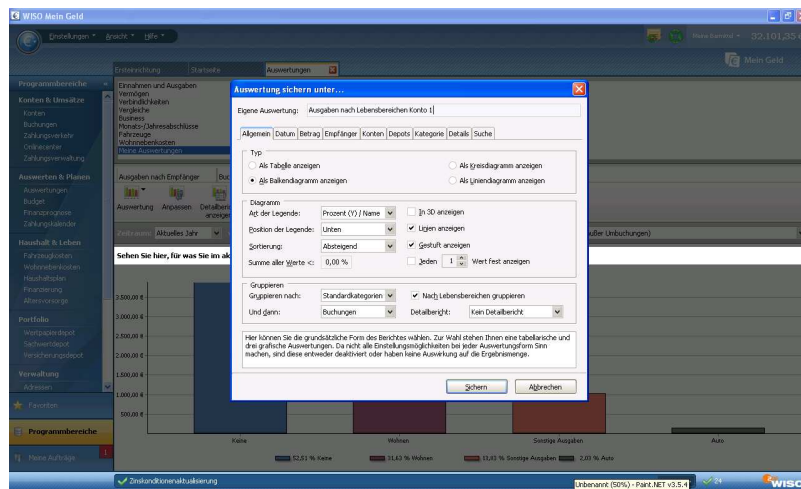 WISO Mein Geld
Einstellungen Ansicht Hilfe
32.101,35
Mein Geld
Ersteinrichtung Startseite Auswertungen
Programmbereiche
Konten & Umsätze
Konten
Buchungen
Zahlungsverkehr
Onlinecenter
Zahlungsverwaltung
Auswerten & Planen
Auswertungen
Budget
Finanzprognose
Zahlungskalender
Haushalt & Leben
Fahrzeugkosten
Wohnnebenkosten
Haushaltsplan
Finanzierung
Altersvorsorge
Portfolio
Wertpapierdepot
Sachwertdepot
Versicherungsdepot
Verwaltung
Adressen
Favoriten
Programmbereiche
Meine Aufträge
1
Einnahmen und Ausgaben
Vermögen
Verbindlichkeiten
Vergleiche
Business
Monats-/Jahresabschlüsse
Fahrzeuge
Wohnnebenkosten
Meine Auswertungen
Ausgaben nach Empfänger Buc
Auswertung Anpassen Detailberi
anzeigen
Zeitraum: Aktuelles Jahr
ußer Umbuchungen)
Sehen Sie hier, für was Sie im ak
Auswertung sichern unter...
Eigene Auswertung: Ausgaben nach Lebensbereichen Konto 1
Allgemein Datum Betrag Empfänger Konten Depots Kategorie Details Suche
Typ
Als Tabelle anzeigen Als Kreisdiagramm anzeigen
Als Balkendiagramm anzeigen Als Liniendiagramm anzeigen
Diagramm
Art der Legende: Prozent (Y) / Name In 3D anzeigen
Position der Legende: Unten Linien anzeigen
Sortierung: Absteigend Gestuft anzeigen
Summe aller Werte <: 0,00 % Jeden 1 Wert fest anzeigen
Gruppieren
Gruppieren nach: Standardkategorien Nach Lebensbereichen gruppieren
Und dann: Buchungen Detailbericht: Kein Detailbericht
Hier können Sie die grundsätzliche Form des Berichtes wählen. Zur Wahl stehen Ihnen eine tabellarische und
drei grafische Auswertungen. Da nicht alle Einstellungsmöglichkeiten bei jeder Auswertungsform Sinn
machen, sind diese entweder deaktiviert oder haben keine Auswirkung auf die Ergebnismenge.
Sichern Abbrechen
3.500,00 €
3.000,00 €
2.000,00 €
1.500,00 €
1.000,00 €
500,00 €
Keine Wohnen Sonstige Ausgaben Auto
52,51 % Keine 11,63 % Wohnen Sonstige Ausgaben 2,03 % Auto
Zinskonditionenaktualisierung
Unbenannt (50%) - Paint.NET v3.5.4
24
WISO